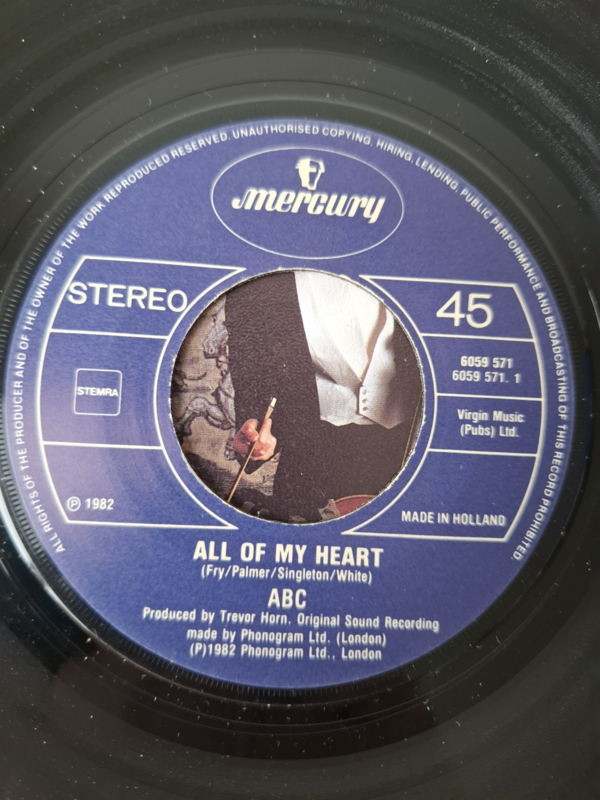 ALL RIGHTS OF THE PRODUCER AND OF THE OWNER OF THE WORK REPRODUCED RESERVED. UNAUTHORISED COPYING, HIRING, LENDING, PUBLIC PERFORMANCE AND BROADCASTING OF THIS RECORD PROHIBITED.
mercury
STEREO
45
6059 571
6059 571. 1
STEMRA
Virgin Music
(Pubs) Ltd.
℗ 1982
MADE IN HOLLAND
ALL OF MY HEART
(Fry/Palmer/Singleton/White)
ABC
Produced by Trevor Horn. Original Sound Recording
made by Phonogram Ltd. (London)
(P)1982 Phonogram Ltd., London